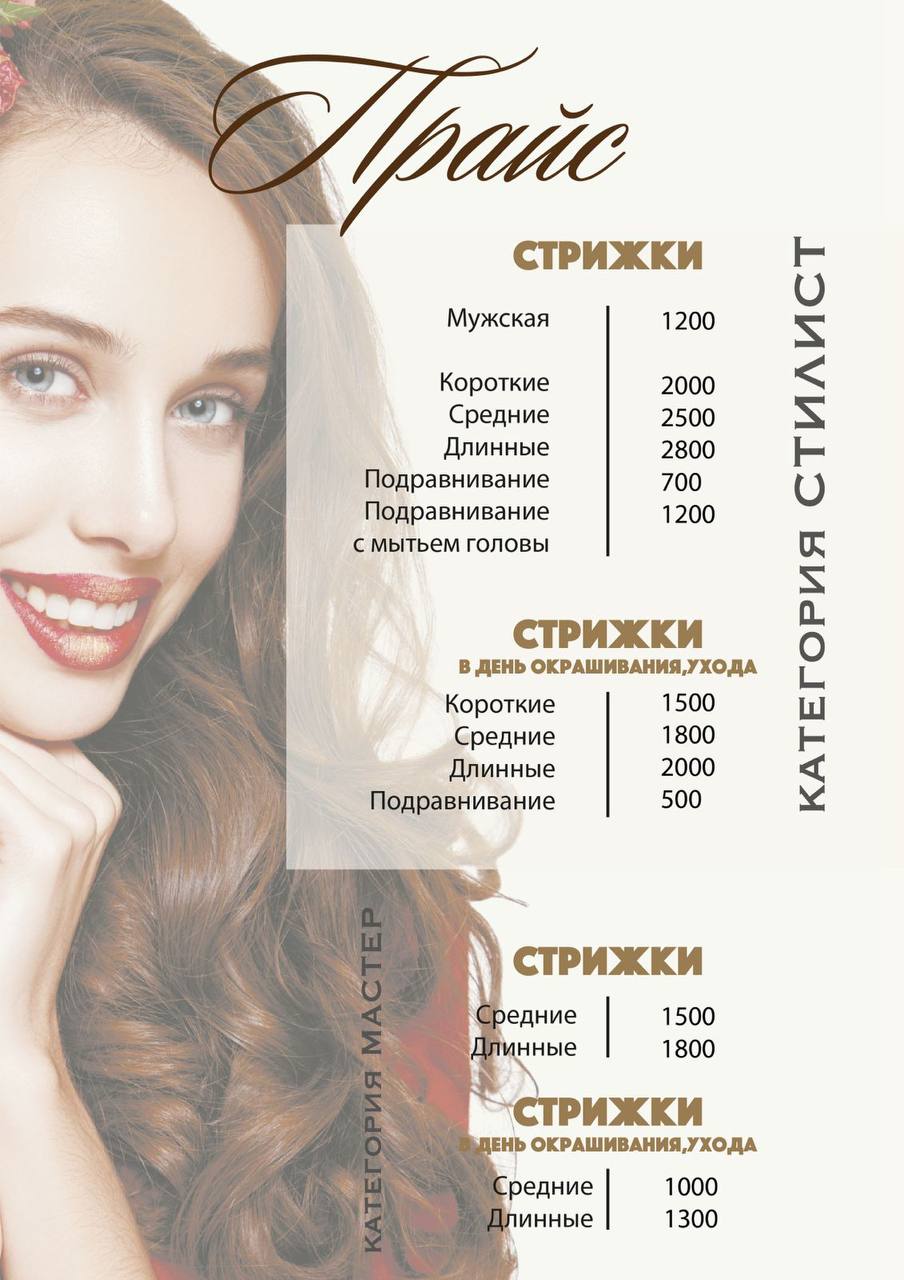 Прайс
СТРИЖКИ
Мужская 1200
Короткие 2000
Средние 2500
Длинные 2800
Подравнивание 700
Подравнивание 1200
с мытьем головы
КАТЕГОРИЯ СТИЛИСТ
СТРИЖКИ
В ДЕНЬ ОКРАШИВАНИЯ,УХОДА
Короткие 1500
Средние 1800
Длинные 2000
Подравнивание 500
КАТЕГОРИЯ МАСТЕР
СТРИЖКИ
Средние 1500
Длинные 1800
СТРИЖКИ
В ДЕНЬ ОКРАШИВАНИЯ,УХОДА
Средние 1000
Длинные 1300